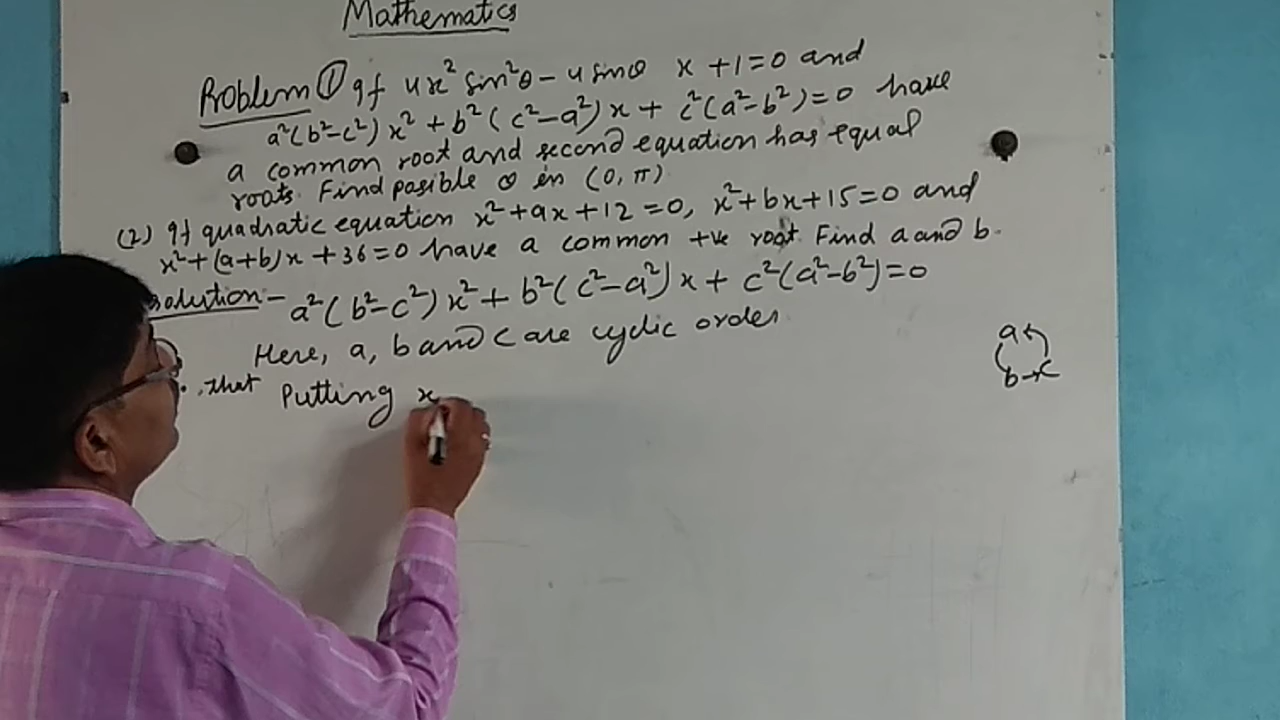 Mathematics
Problem ① If 4x² sin²θ - 4 sinθ x + 1 = 0 and
a²(b²-c²)x² + b²(c²-a²)x + c²(a²-b²) = 0 have
a common root and second equation has equal
roots. Find posible θ in (0, π)
(2) If quadratic equation x²+ax+12=0, x²+bx+15=0 and
x²+(a+b)x+36=0 have a common +ve root. Find a and b.
Solution - a²(b²-c²)x² + b²(c²-a²)x + c²(a²-b²) = 0
Here, a, b and c are cyclic order
a
b→c
that Putting x